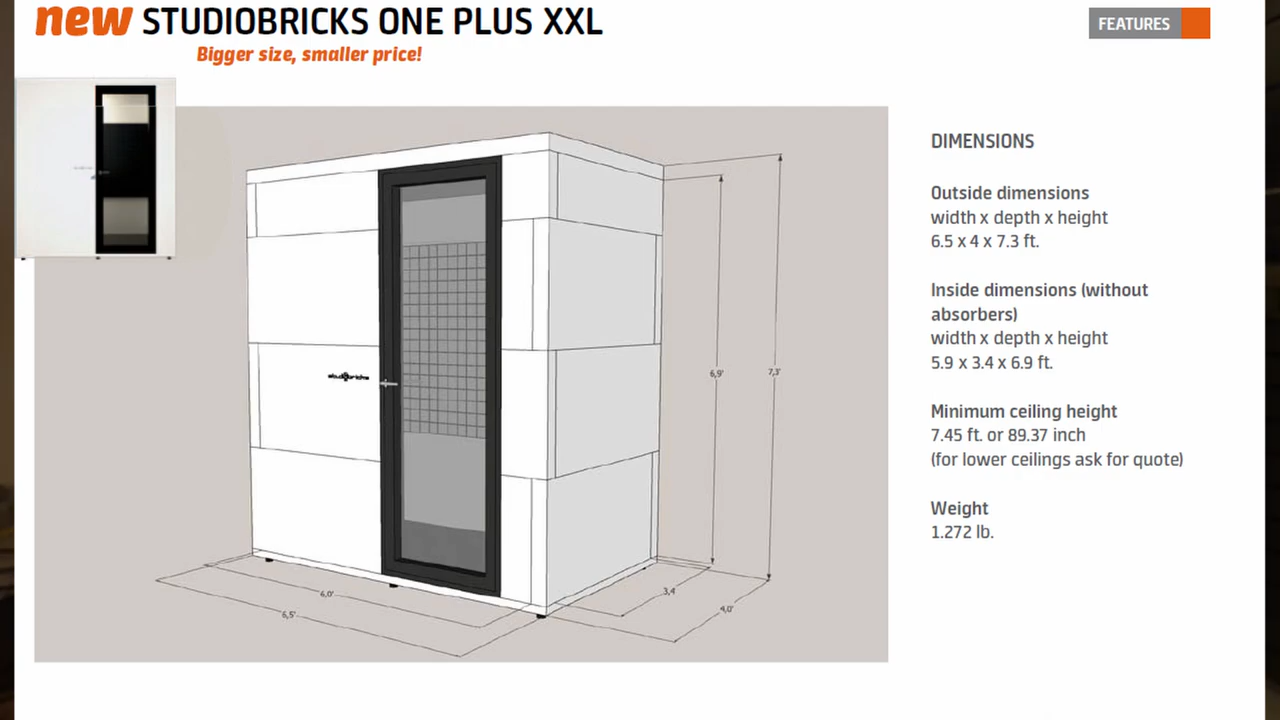 new STUDIOBRICKS ONE PLUS XXL
Bigger size, smaller price!
FEATURES
DIMENSIONS
Outside dimensions
width x depth x height
6.5 x 4 x 7.3 ft.
Inside dimensions (without
absorbers)
width x depth x height
5.9 x 3.4 x 6.9 ft.
Minimum ceiling height
7.45 ft. or 89.37 inch
(for lower ceilings ask for quote)
Weight
1.272 lb.
studiobricks
6,9'
7,3'
6,0'
6,5'
3,4'
4,0'